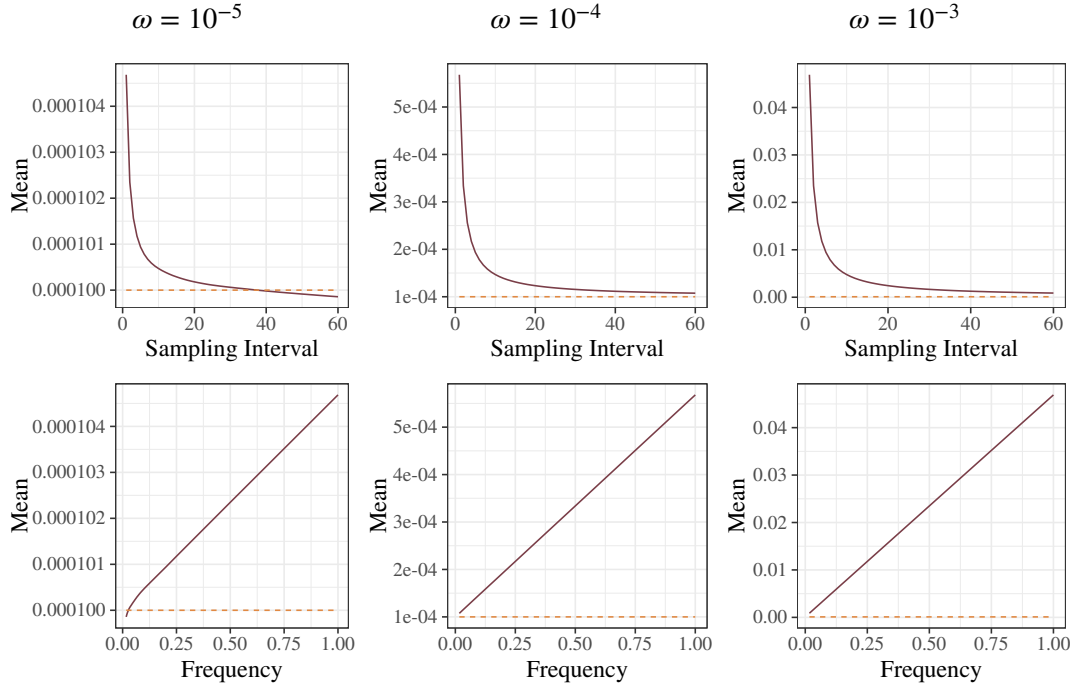 ω = 10⁻⁵
ω = 10⁻⁴
ω = 10⁻³
Mean
0.000104
0.000103
0.000102
0.000101
0.000100
0 20 40 60
Sampling Interval
Mean
5e-04
4e-04
3e-04
2e-04
1e-04
0 20 40 60
Sampling Interval
Mean
0.04
0.03
0.02
0.01
0.00
0 20 40 60
Sampling Interval
Mean
0.000104
0.000103
0.000102
0.000101
0.000100
0.00 0.25 0.50 0.75 1.00
Frequency
Mean
5e-04
4e-04
3e-04
2e-04
1e-04
0.00 0.25 0.50 0.75 1.00
Frequency
Mean
0.04
0.03
0.02
0.01
0.00
0.00 0.25 0.50 0.75 1.00
Frequency